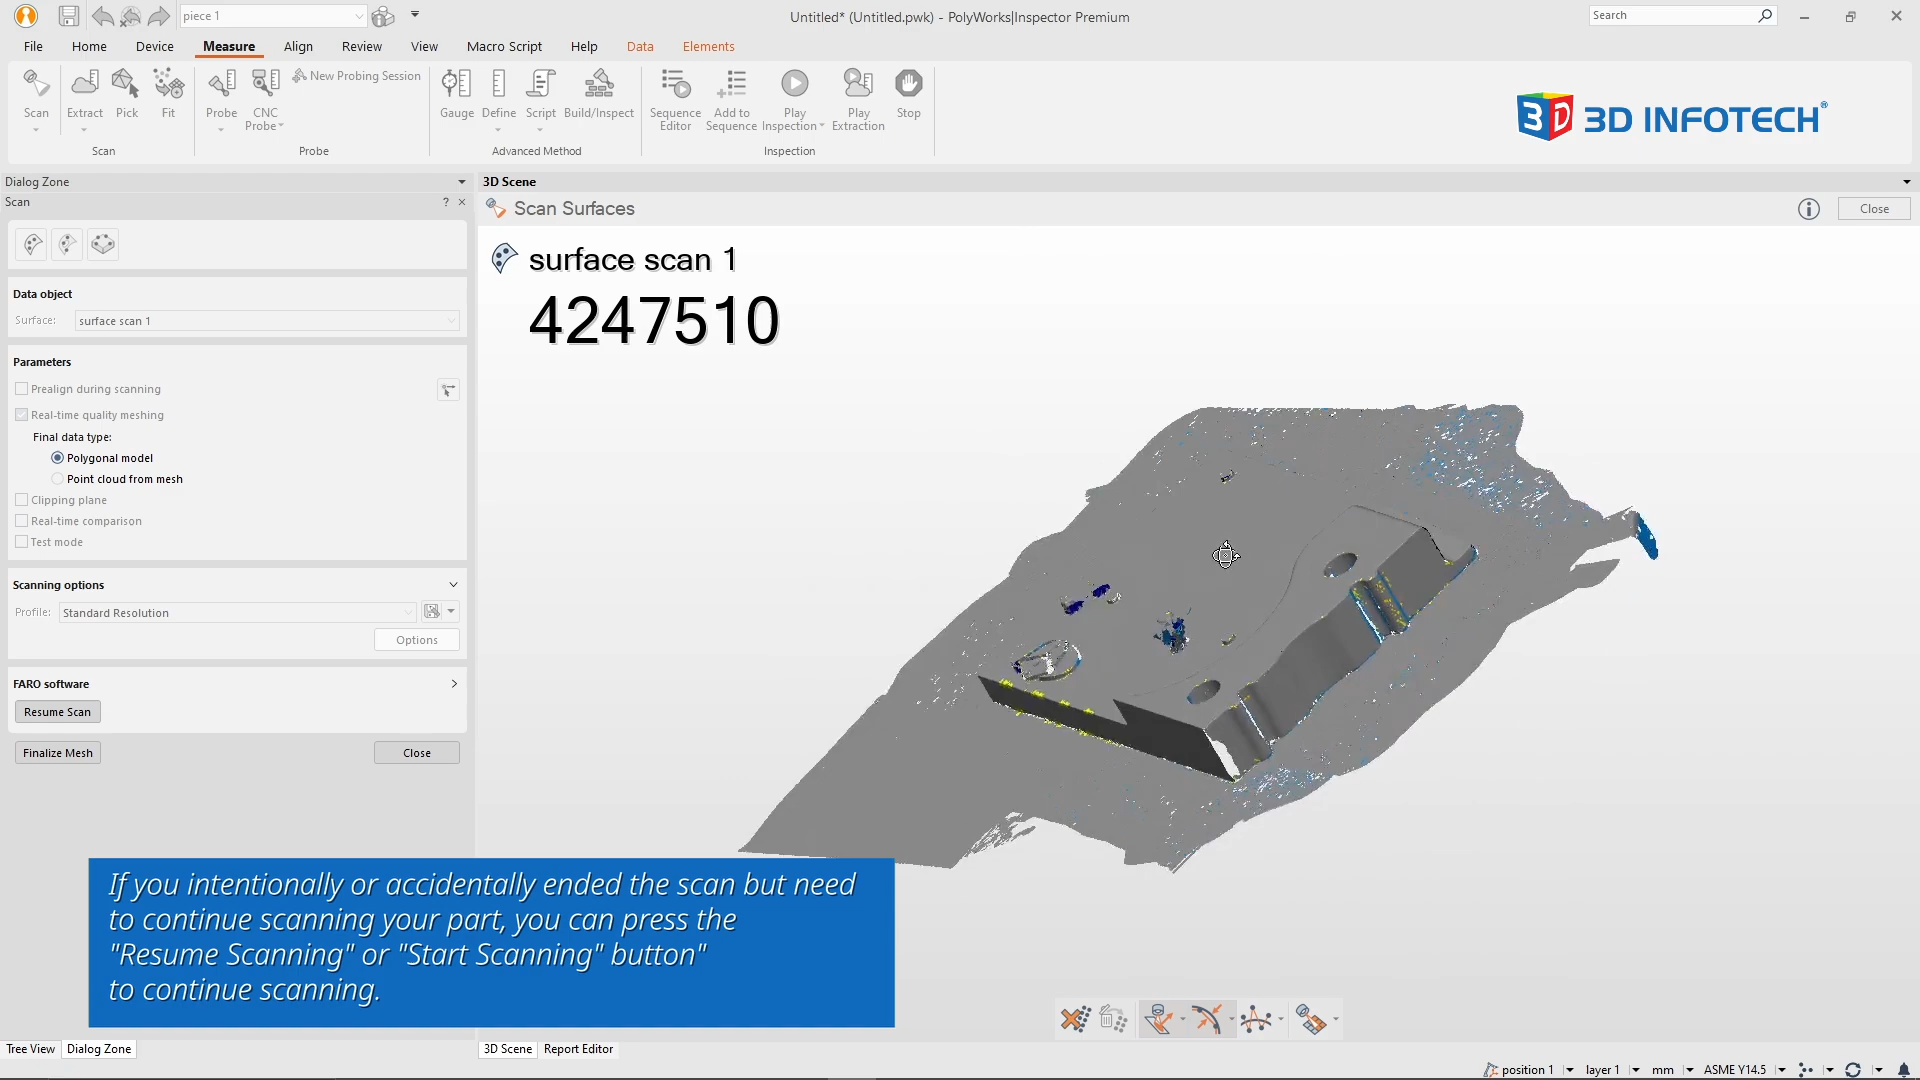 piece 1
Untitled* (Untitled.pwk) - PolyWorks|Inspector Premium
Search
File Home Device Measure Align Review View Macro Script Help Data Elements
Scan
Extract
Pick
Fit
Scan
Probe
CNC
Probe
New Probing Session
Probe
Gauge
Define
Script
Build/Inspect
Advanced Method
Sequence
Editor
Add to
Sequence
Play
Inspection
Play
Extraction
Stop
Inspection
3D
3D INFOTECH®
Dialog Zone
Scan
? ×
Data object
Surface: surface scan 1
Parameters
Prealign during scanning
Real-time quality meshing
Final data type:
Polygonal model
Point cloud from mesh
Clipping plane
Real-time comparison
Test mode
Scanning options
Profile: Standard Resolution
Options
FARO software
Resume Scan
Finalize Mesh
Close
3D Scene
Scan Surfaces
Close
surface scan 1
4247510
If you intentionally or accidentally ended the scan but need
to continue scanning your part, you can press the
"Resume Scanning" or "Start Scanning" button"
to continue scanning.
Tree View Dialog Zone
3D Scene Report Editor
position 1 layer 1 mm ASME Y14.5